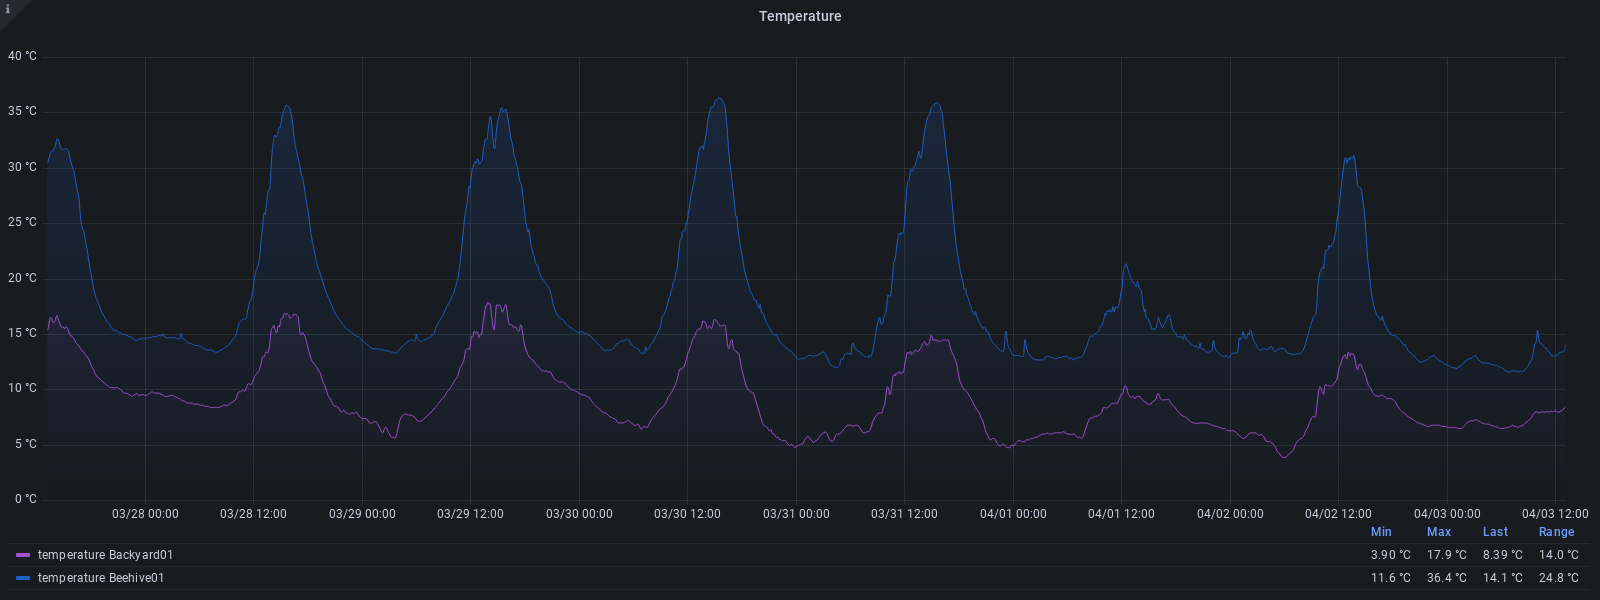 i
Temperature
40 °C
35 °C
30 °C
25 °C
20 °C
15 °C
10 °C
5 °C
0 °C
03/28 00:00 03/28 12:00 03/29 00:00 03/29 12:00 03/30 00:00 03/30 12:00 03/31 00:00 03/31 12:00 04/01 00:00 04/01 12:00 04/02 00:00 04/02 12:00 04/03 00:00 04/03 12:00
Min Max Last Range
temperature Backyard01 3.90 °C 17.9 °C 8.39 °C 14.0 °C
temperature Beehive01 11.6 °C 36.4 °C 14.1 °C 24.8 °C